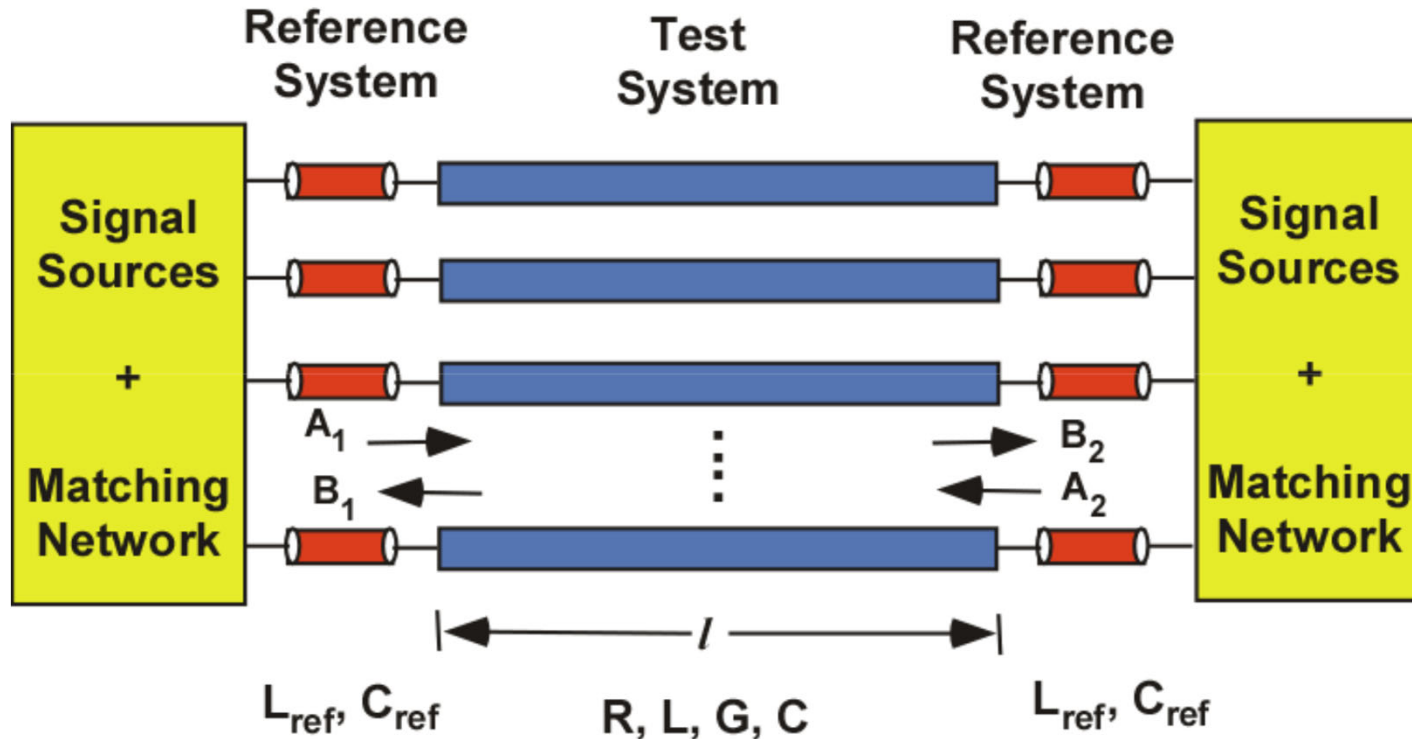 Reference
System
Test
System
Reference
System
Signal
Sources
+
Matching
Network
A1
B1
B2
A2
Signal
Sources
+
Matching
Network
l
Lref, Cref
R, L, G, C
Lref, Cref